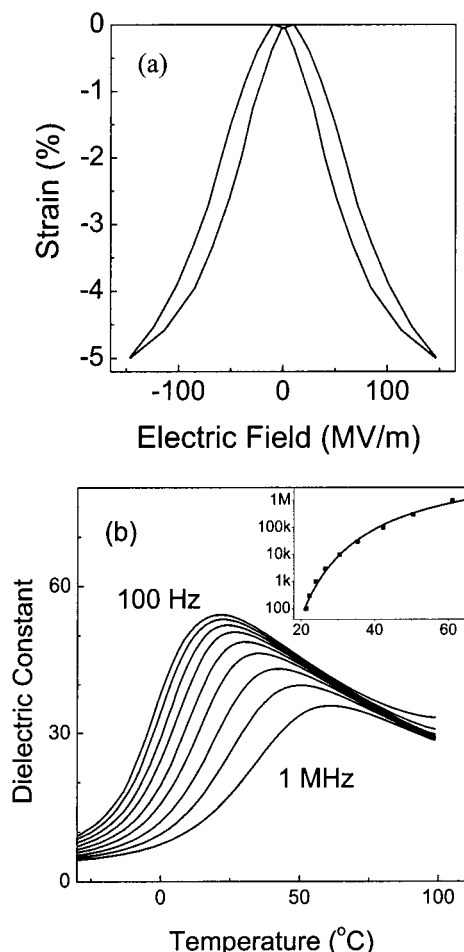 (a)
0
-1
-2
-3
-4
-5
Strain (%)
-100 0 100
Electric Field (MV/m)
(b)
100 Hz
1 MHz
60
30
0
Dielectric Constant
1M
100k
10k
1k
100
20 40 60
0 50 100
Temperature (°C)